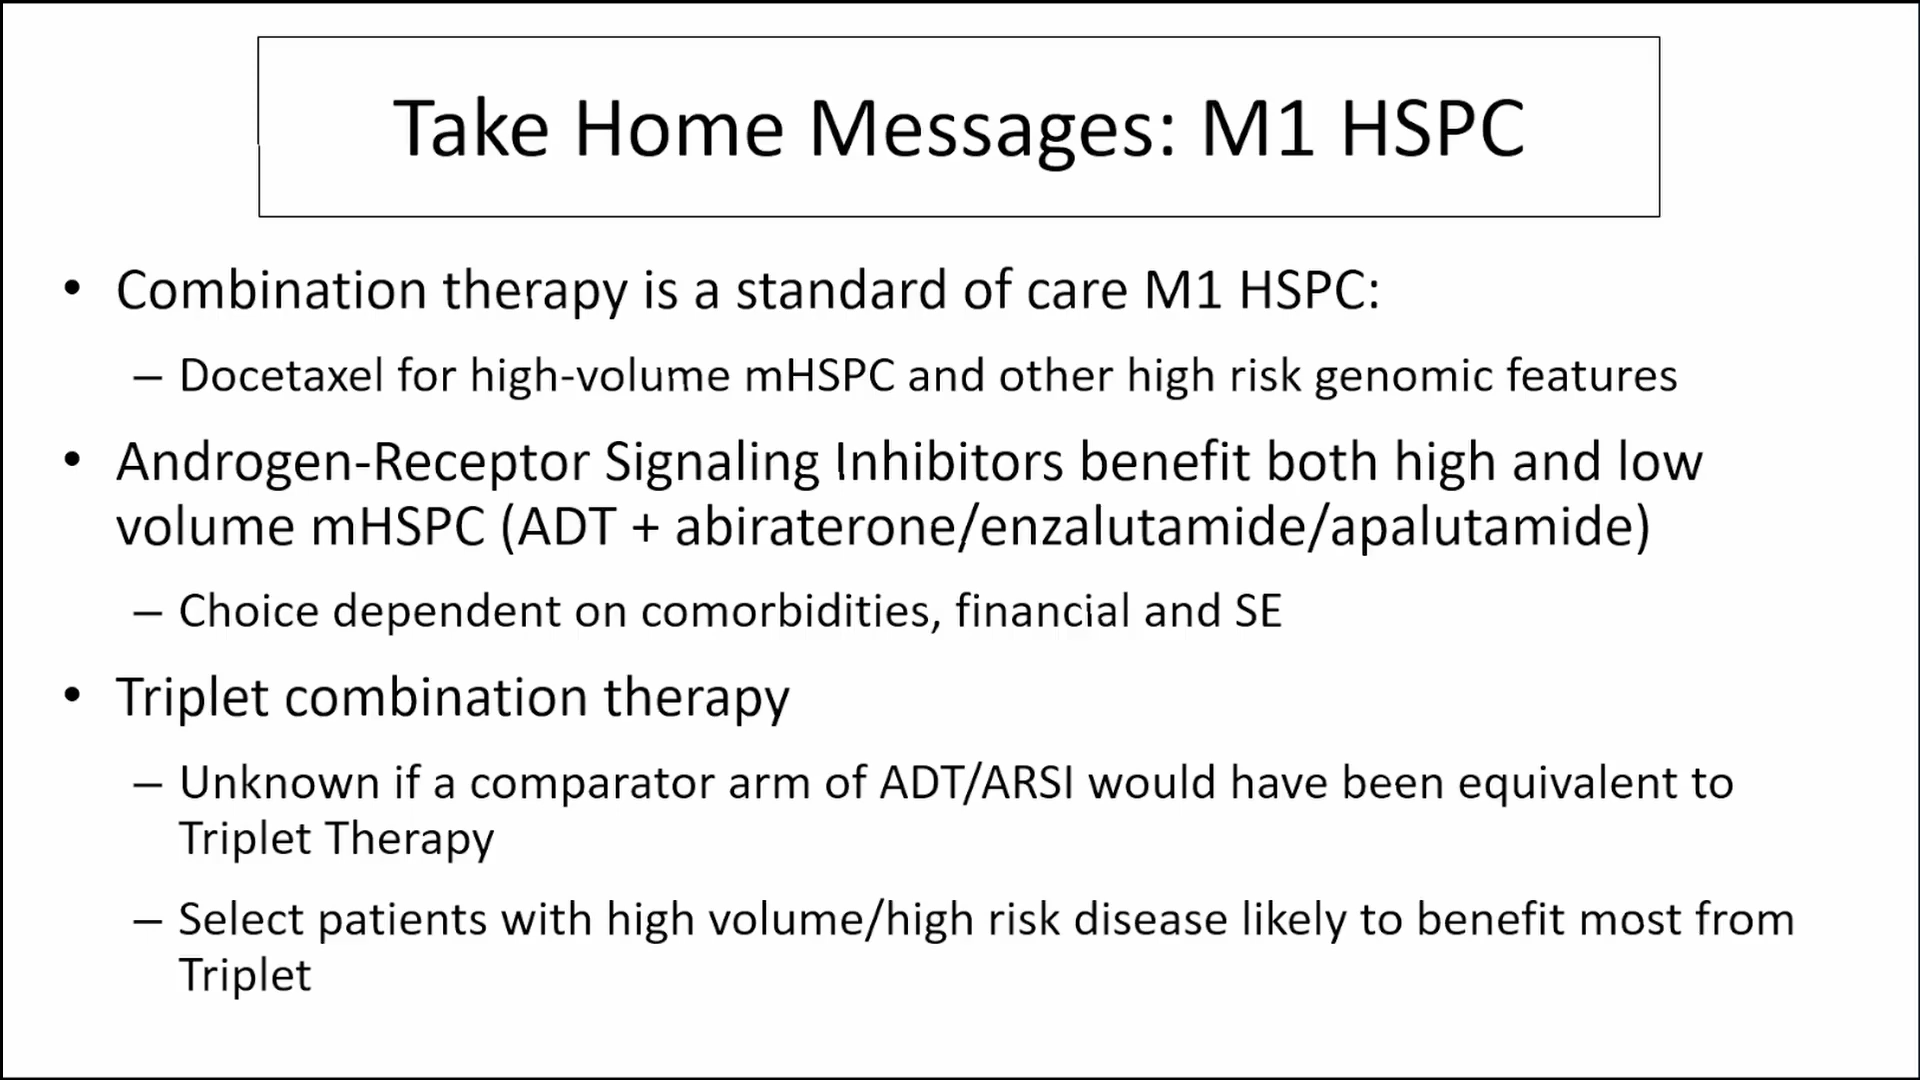 Take Home Messages: M1 HSPC
• Combination therapy is a standard of care M1 HSPC:
– Docetaxel for high-volume mHSPC and other high risk genomic features
• Androgen-Receptor Signaling Inhibitors benefit both high and low
volume mHSPC (ADT + abiraterone/enzalutamide/apalutamide)
– Choice dependent on comorbidities, financial and SE
• Triplet combination therapy
– Unknown if a comparator arm of ADT/ARSI would have been equivalent to
Triplet Therapy
– Select patients with high volume/high risk disease likely to benefit most from
Triplet